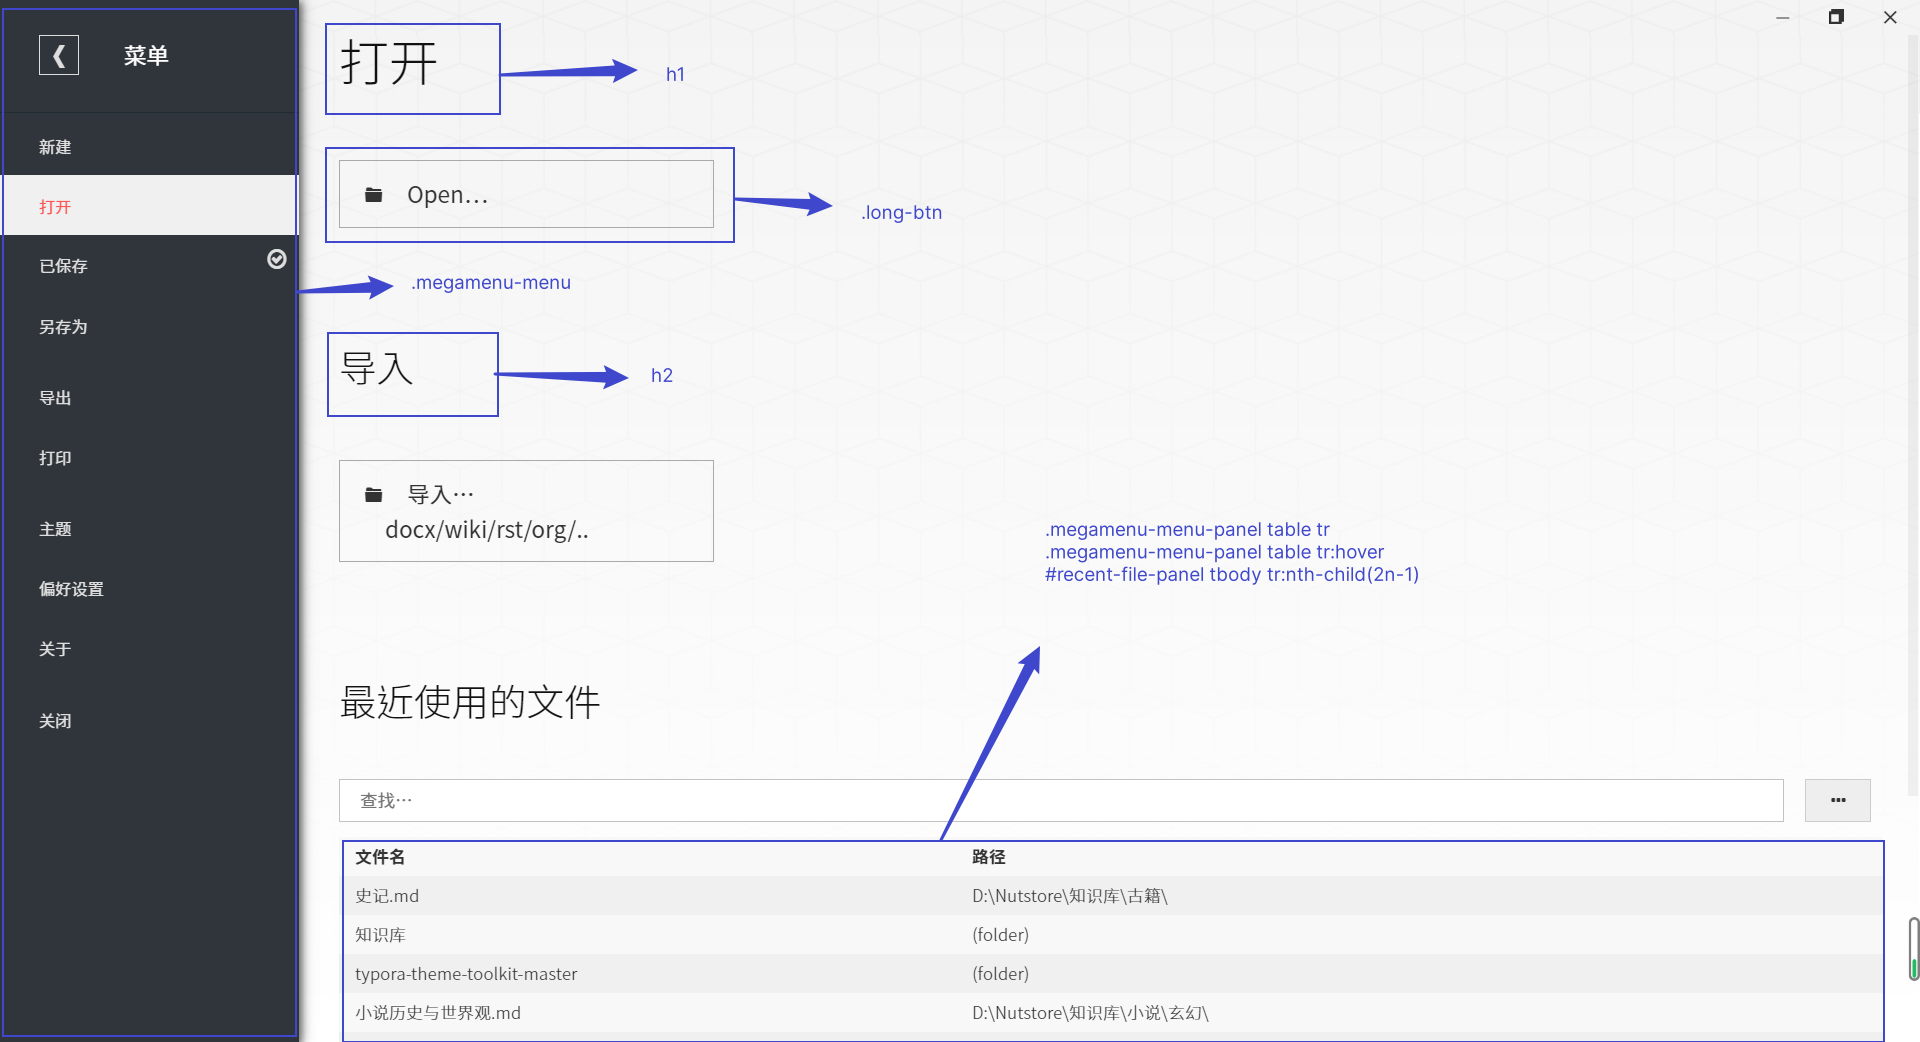 菜单
新建
打开
已保存
另存为
导出
打印
主题
偏好设置
关于
关闭
打开
h1
Open…
.long-btn
.megamenu-menu
导入
h2
导入…
docx/wiki/rst/org/..
.megamenu-menu-panel table tr
.megamenu-menu-panel table tr:hover
#recent-file-panel tbody tr:nth-child(2n-1)
最近使用的文件
查找…
文件名 路径
史记.md D:\Nutstore\知识库\古籍\
知识库 (folder)
typora-theme-toolkit-master (folder)
小说历史与世界观.md D:\Nutstore\知识库\小说\玄幻\